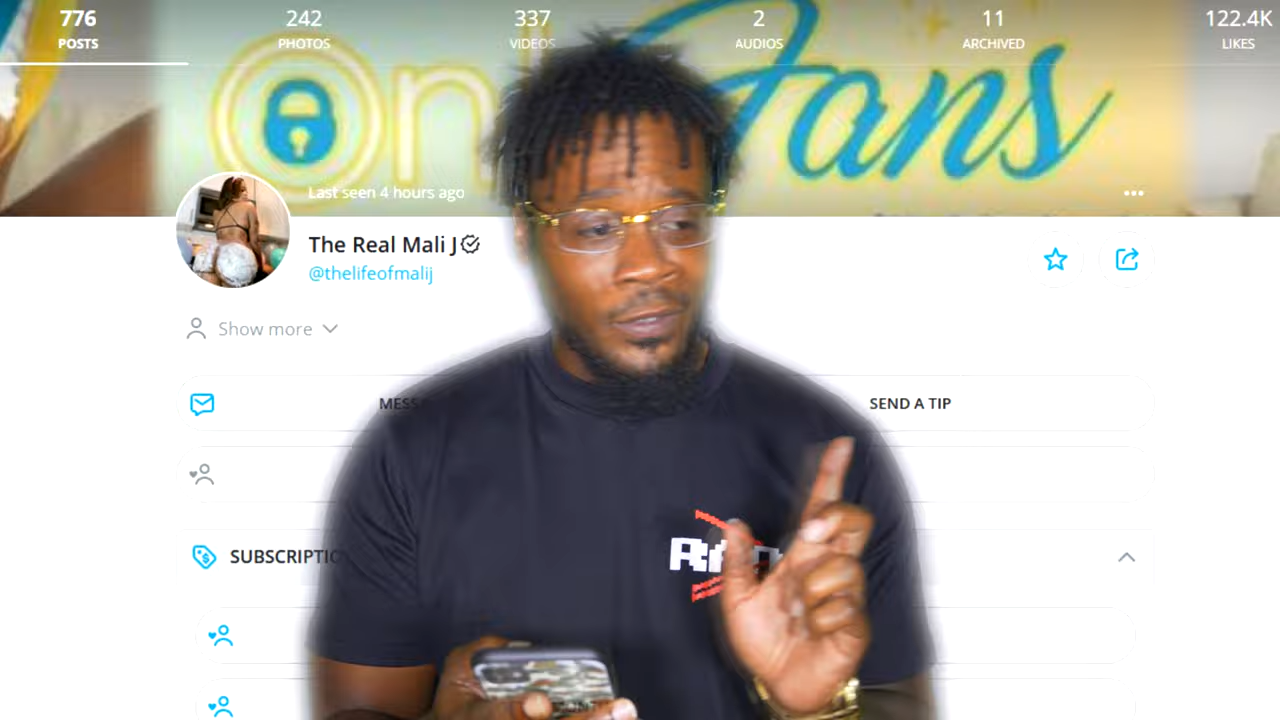 776 242 337 2 11 122.4K
POSTS PHOTOS VIDEOS AUDIOS ARCHIVED LIKES
Fans
Last seen 4 hours ago
The Real Mali J
@thelifeofmalij
Show more
SEND A TIP